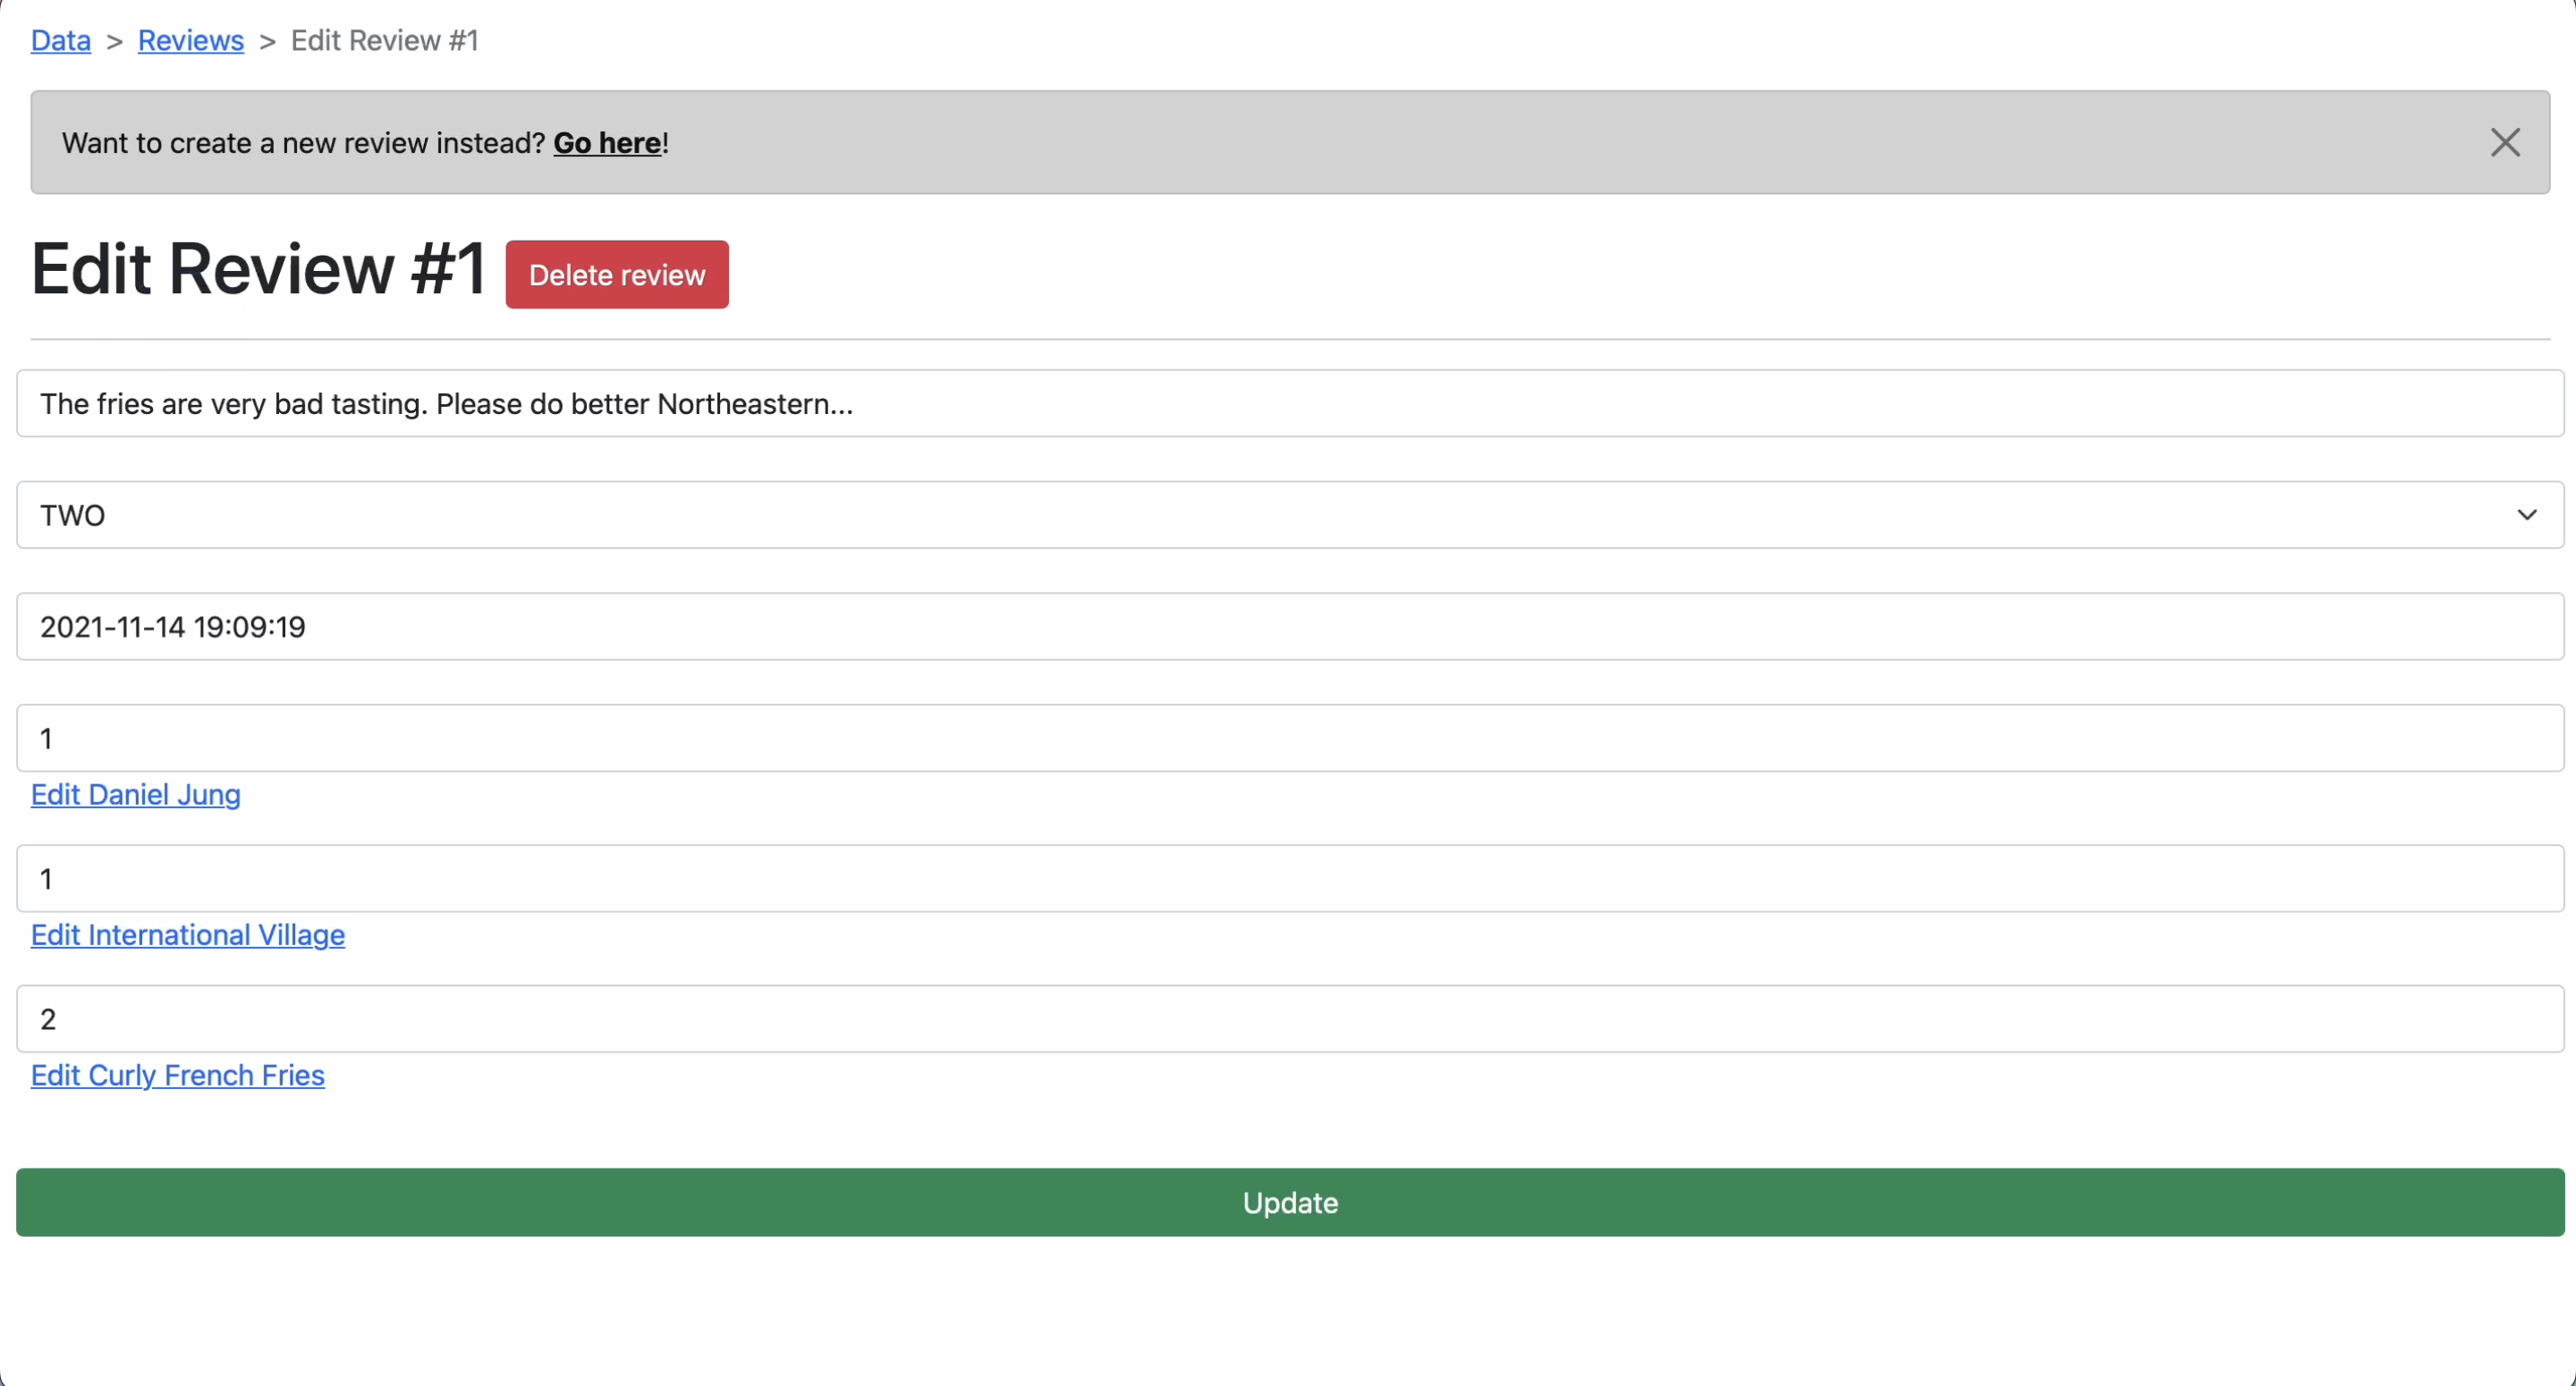 Data > Reviews > Edit Review #1
Want to create a new review instead? Go here!
Edit Review #1 Delete review
The fries are very bad tasting. Please do better Northeastern...
TWO
2021-11-14 19:09:19
1
Edit Daniel Jung
1
Edit International Village
2
Edit Curly French Fries
Update